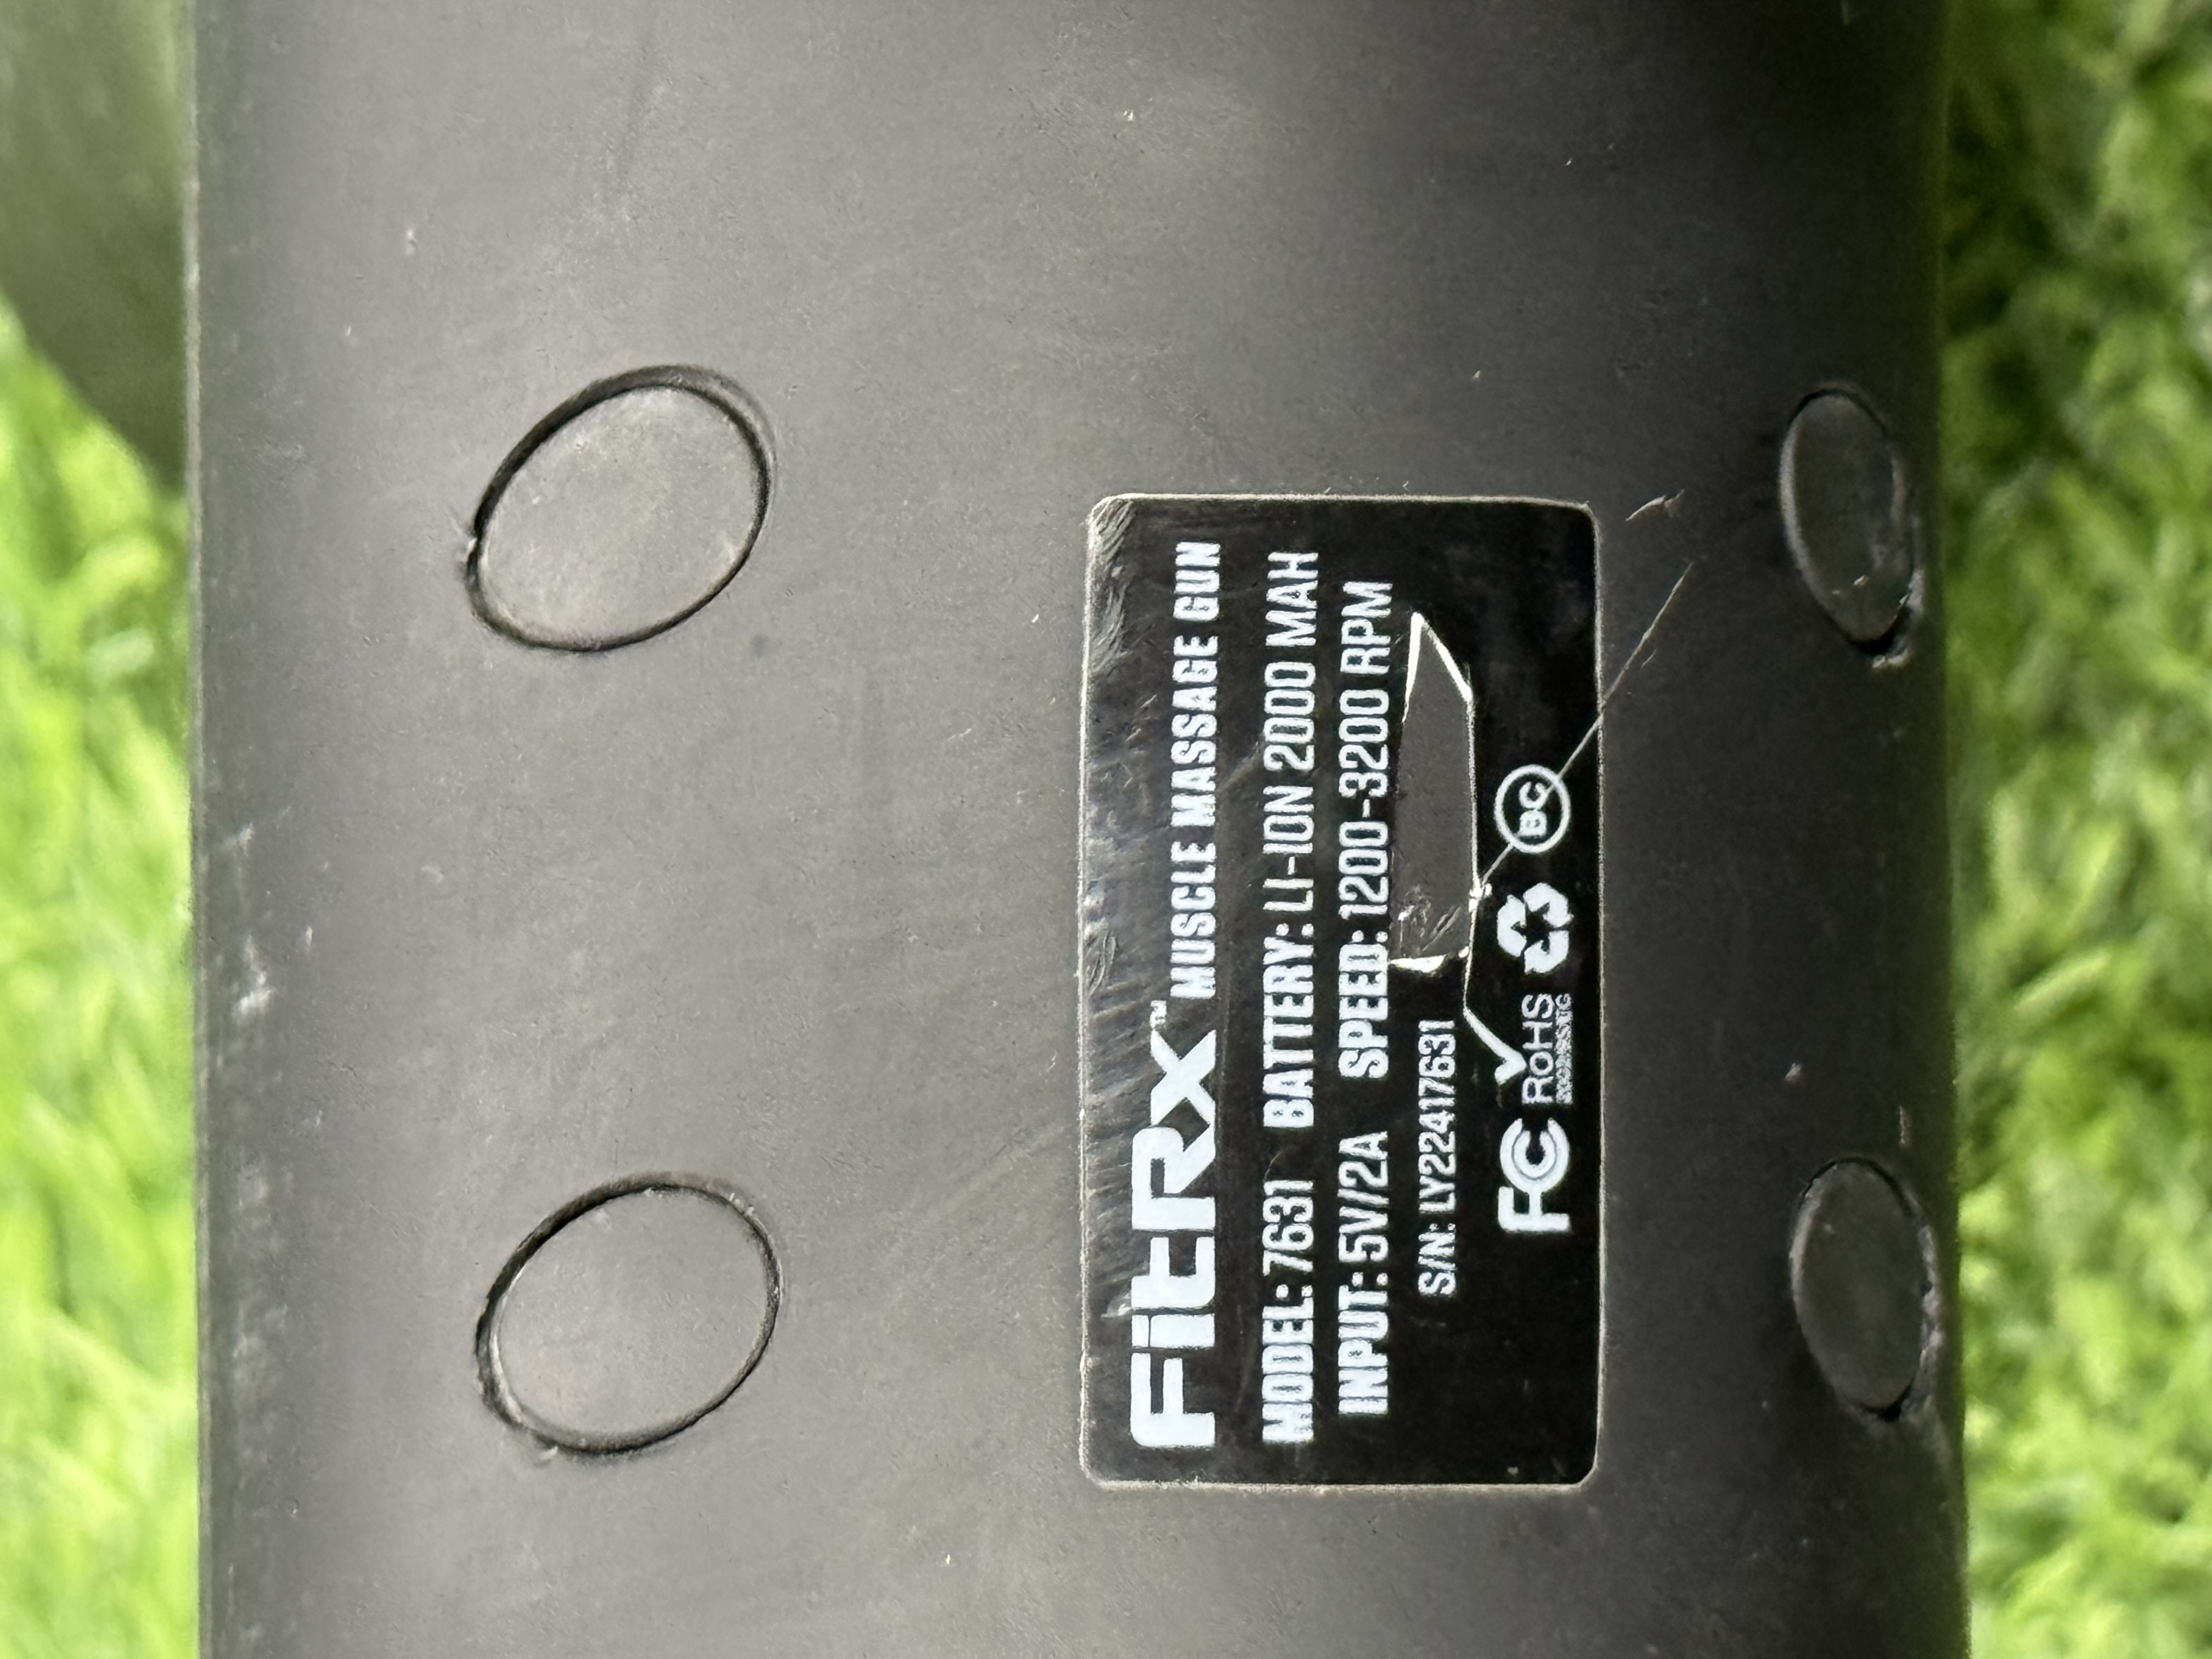 FitRx™ MUSCLE MASSAGE GUN
MODEL: 7631 BATTERY: LI-ION 2000 MAH
INPUT: 5V/2A SPEED: 1200-3200 RPM
S/N: LY22417631
FC RoHS BC